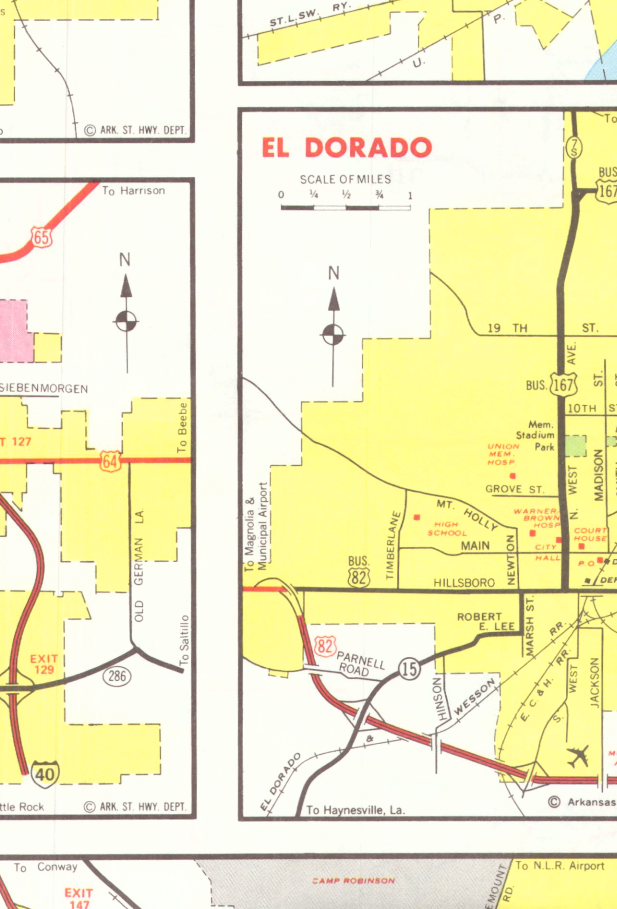 ST. L. SW. RY.
U. P.
© ARK. ST. HWY. DEPT.
EL DORADO
SCALE OF MILES
0 ¼ ½ ¾ 1
N
7
S
To
BUS.
167
19 TH ST.
AVE.
ST.
BUS. 167
10TH ST.
Mem.
Stadium
Park
UNION
MEM.
HOSP
GROVE ST.
N. WEST
MADISON
MT. HOLLY
HIGH
SCHOOL
WARNER
BROWN
HOSP
COURT
HOUSE
CITY
HALL
P.O.
MAIN
TIMBERLANE
NEWTON
BUS.
82
HILLSBORO
To Magnolia &
Municipal Airport
ROBERT
E. LEE
MARSH ST.
82
PARNELL
ROAD
15
HINSON
EL DORADO & WESSON RR.
E. C. & H. RR.
S. WEST
JACKSON
To Haynesville, La.
© Arkansas
To Harrison
65
N
SIEBENMORGEN
T 127
64
To Beebe
OLD GERMAN LA
EXIT
129
286
To Saltillo
40
ttle Rock
© ARK. ST. HWY. DEPT.
To Conway
EXIT
147
CAMP ROBINSON
EMOUNT
RD.
To N.L.R. Airport